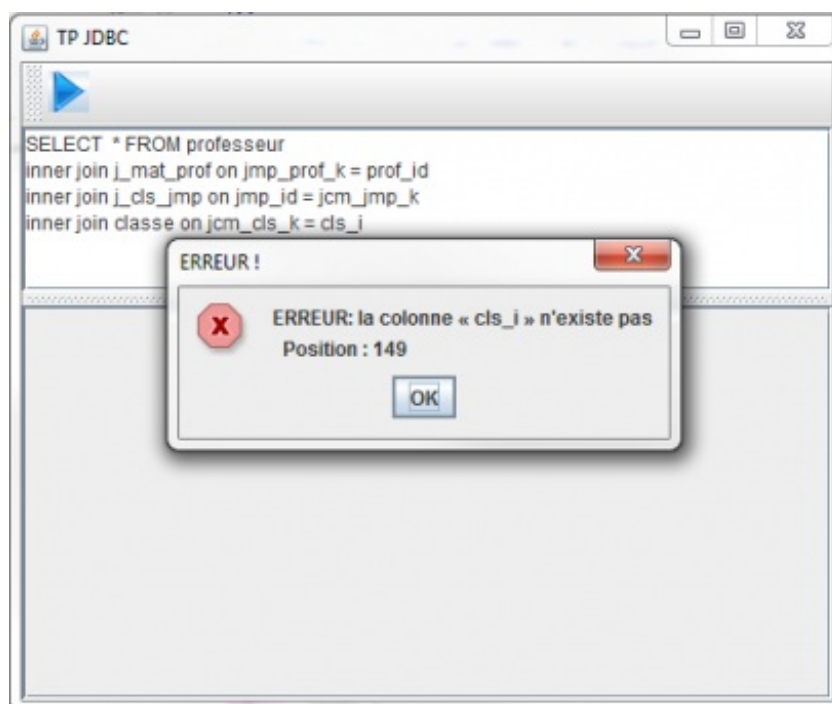 TP JDBC
SELECT * FROM professeur
inner join j_mat_prof on jmp_prof_k = prof_id
inner join j_cls_jmp on jmp_id = jcm_jmp_k
inner join classe on jcm_cls_k = cls_i
ERREUR !
ERREUR: la colonne « cls_i » n'existe pas
Position : 149
OK